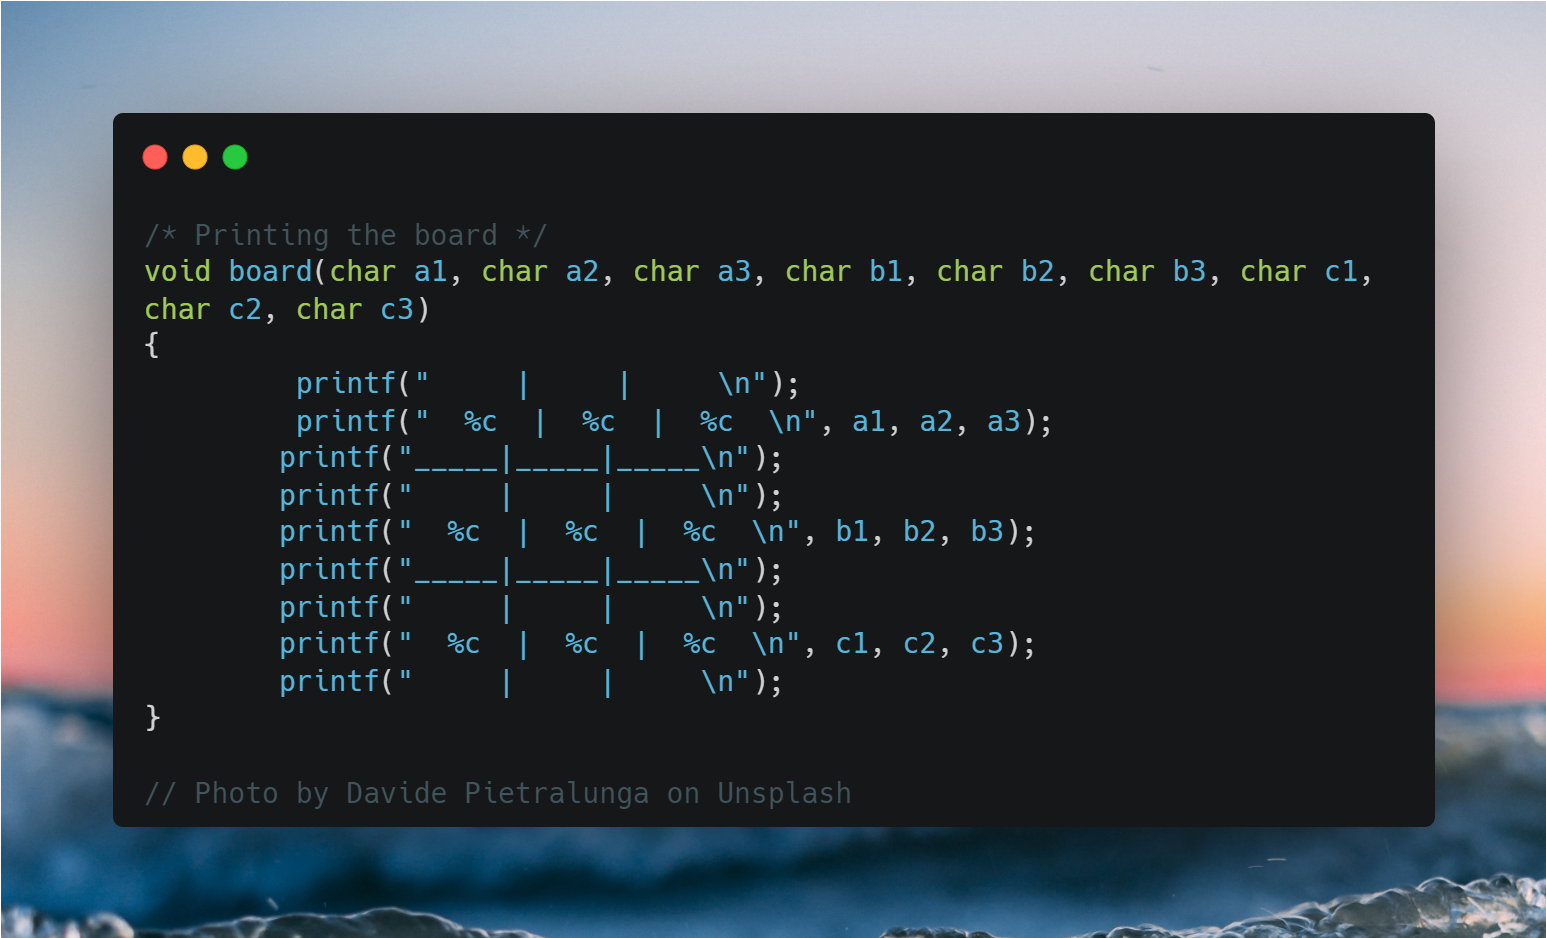 /* Printing the board */
void board(char a1, char a2, char a3, char b1, char b2, char b3, char c1,
char c2, char c3)
{
         printf("     |     |     \n");
         printf("  %c  |  %c  |  %c  \n", a1, a2, a3);
        printf("_____|_____|_____\n");
        printf("     |     |     \n");
        printf("  %c  |  %c  |  %c  \n", b1, b2, b3);
        printf("_____|_____|_____\n");
        printf("     |     |     \n");
        printf("  %c  |  %c  |  %c  \n", c1, c2, c3);
        printf("     |     |     \n");
}
// Photo by Davide Pietralunga on Unsplash